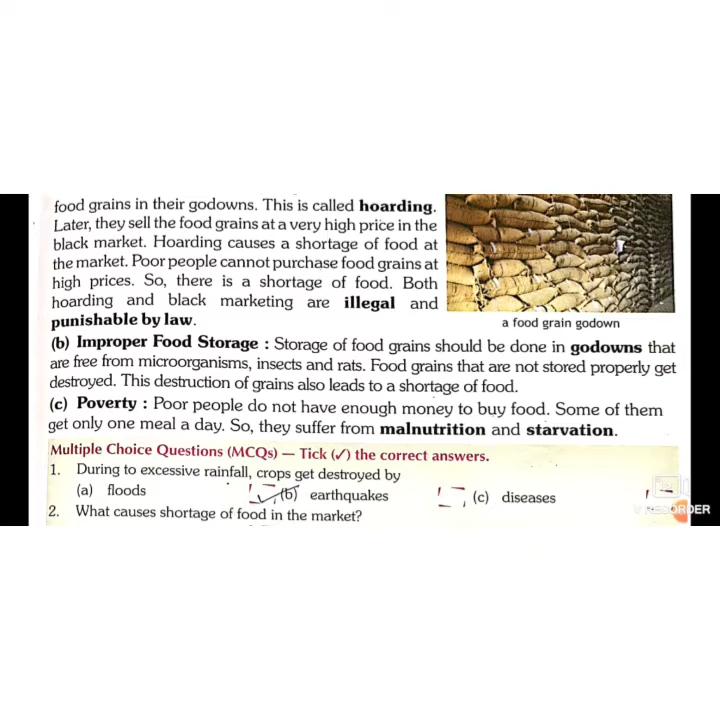 food grains in their godowns. This is called hoarding.
Later, they sell the food grains at a very high price in the
black market. Hoarding causes a shortage of food at
the market. Poor people cannot purchase food grains at
high prices. So, there is a shortage of food. Both
hoarding and black marketing are illegal and
punishable by law.
a food grain godown
(b) Improper Food Storage : Storage of food grains should be done in godowns that
are free from microorganisms, insects and rats. Food grains that are not stored properly get
destroyed. This destruction of grains also leads to a shortage of food.
(c) Poverty : Poor people do not have enough money to buy food. Some of them
get only one meal a day. So, they suffer from malnutrition and starvation.
Multiple Choice Questions (MCQs) — Tick (✓) the correct answers.
1. During to excessive rainfall, crops get destroyed by
(a) floods (b) earthquakes (c) diseases
2. What causes shortage of food in the market?
V RECORDER